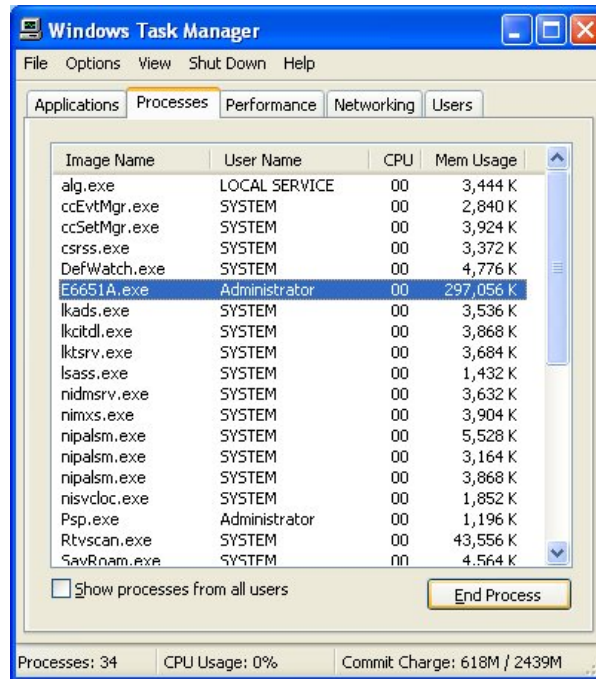 Windows Task Manager
File Options View Shut Down Help
Applications Processes Performance Networking Users
Image Name User Name CPU Mem Usage
alg.exe LOCAL SERVICE 00 3,444 K
ccEvtMgr.exe SYSTEM 00 2,840 K
ccSetMgr.exe SYSTEM 00 3,924 K
csrss.exe SYSTEM 00 3,372 K
DefWatch.exe SYSTEM 00 4,776 K
E6651A.exe Administrator 00 297,056 K
lkads.exe SYSTEM 00 3,536 K
lkcitdl.exe SYSTEM 00 3,868 K
lktsrv.exe SYSTEM 00 3,684 K
lsass.exe SYSTEM 00 1,432 K
nidmsrv.exe SYSTEM 00 3,632 K
nimxs.exe SYSTEM 00 3,904 K
nipalsm.exe SYSTEM 00 5,528 K
nipalsm.exe SYSTEM 00 3,164 K
nipalsm.exe SYSTEM 00 3,868 K
nisvcloc.exe SYSTEM 00 1,852 K
Psp.exe Administrator 00 1,196 K
Rtvscan.exe SYSTEM 00 43,556 K
SavRoam.exe SYSTEM 00 4,564 K
Show processes from all users
End Process
Processes: 34 CPU Usage: 0% Commit Charge: 618M / 2439M